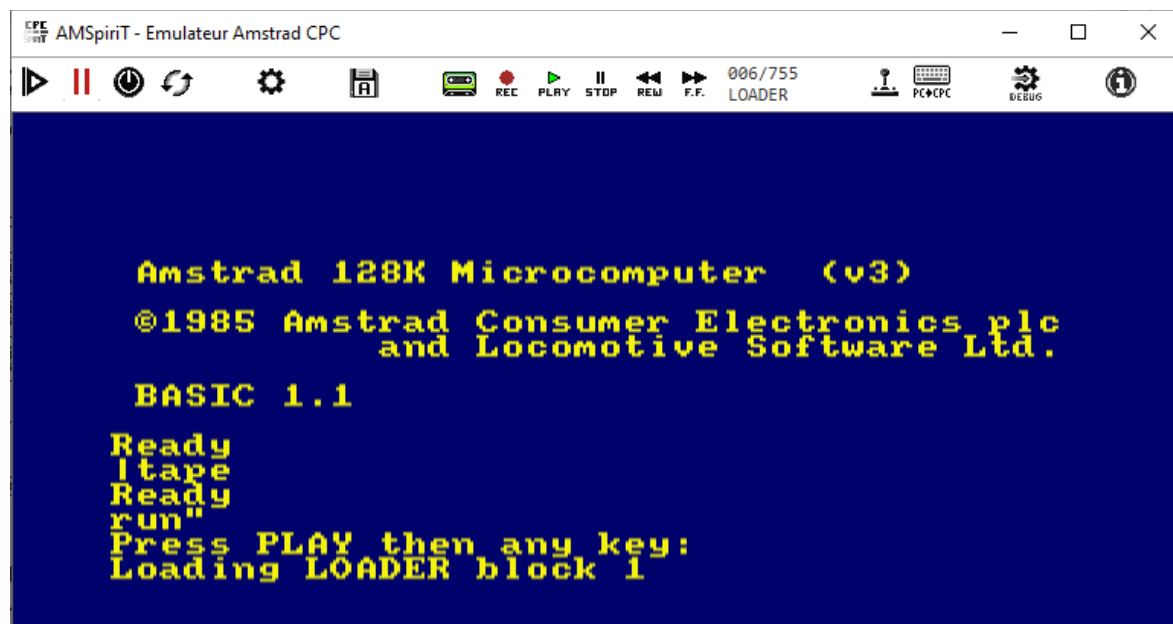 AMSpiriT - Emulateur Amstrad CPC
REC PLAY STOP REW F.F. 006/755 LOADER PC CPC DEBUG
Amstrad 128K Microcomputer (v3)
©1985 Amstrad Consumer Electronics plc
and Locomotive Software Ltd.
BASIC 1.1
Ready
|tape
Ready
run"
Press PLAY then any key:
Loading LOADER block 1